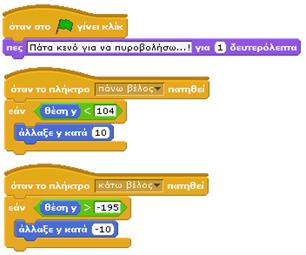 όταν στο γίνει κλίκ
πες Πάτα κενό για να πυροβολήσω...! για 1 δευτερόλεπτα
όταν το πλήκτρο πάνω βέλος πατηθεί
εάν θέση y < 104
άλλαξε y κατά 10
όταν το πλήκτρο κάτω βέλος πατηθεί
εάν θέση y > -195
άλλαξε y κατά -10